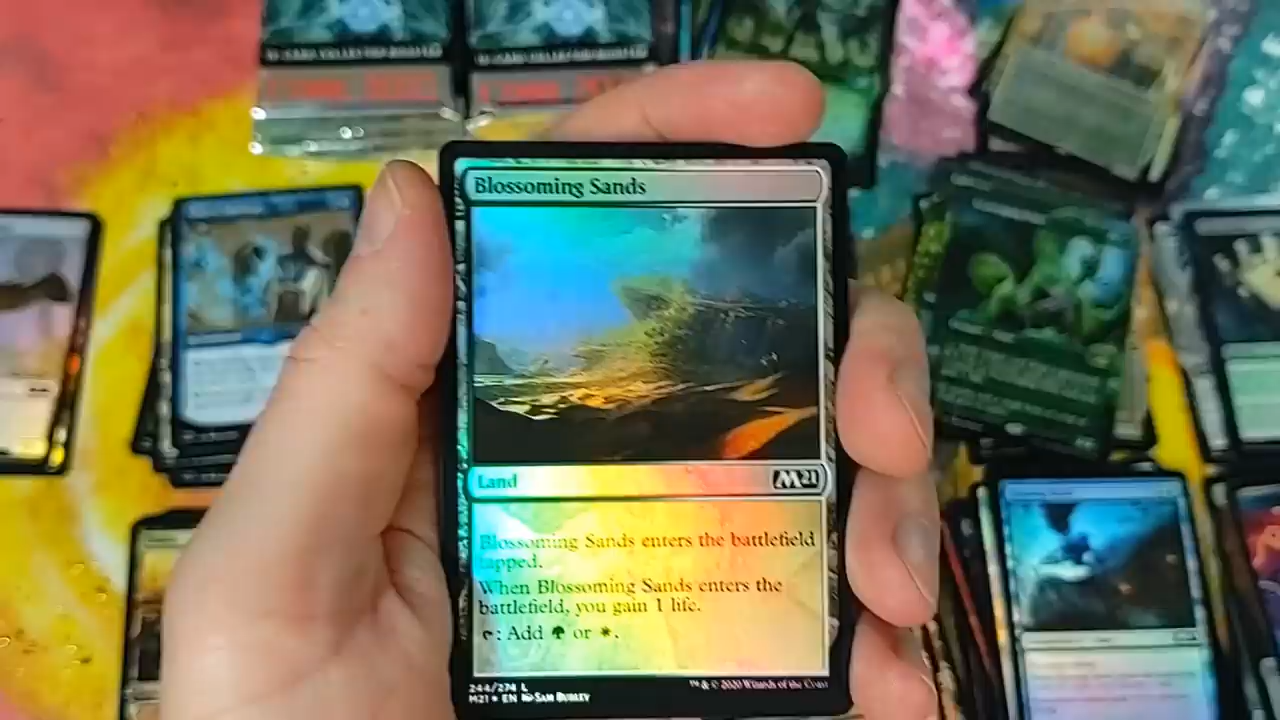 Blossoming Sands
Land
M21
Blossoming Sands enters the battlefield
tapped.
When Blossoming Sands enters the
battlefield, you gain 1 life.
: Add or .
244/274 L
M21 ★ EN SAM BURLEY
™ & © 2020 Wizards of the Coast